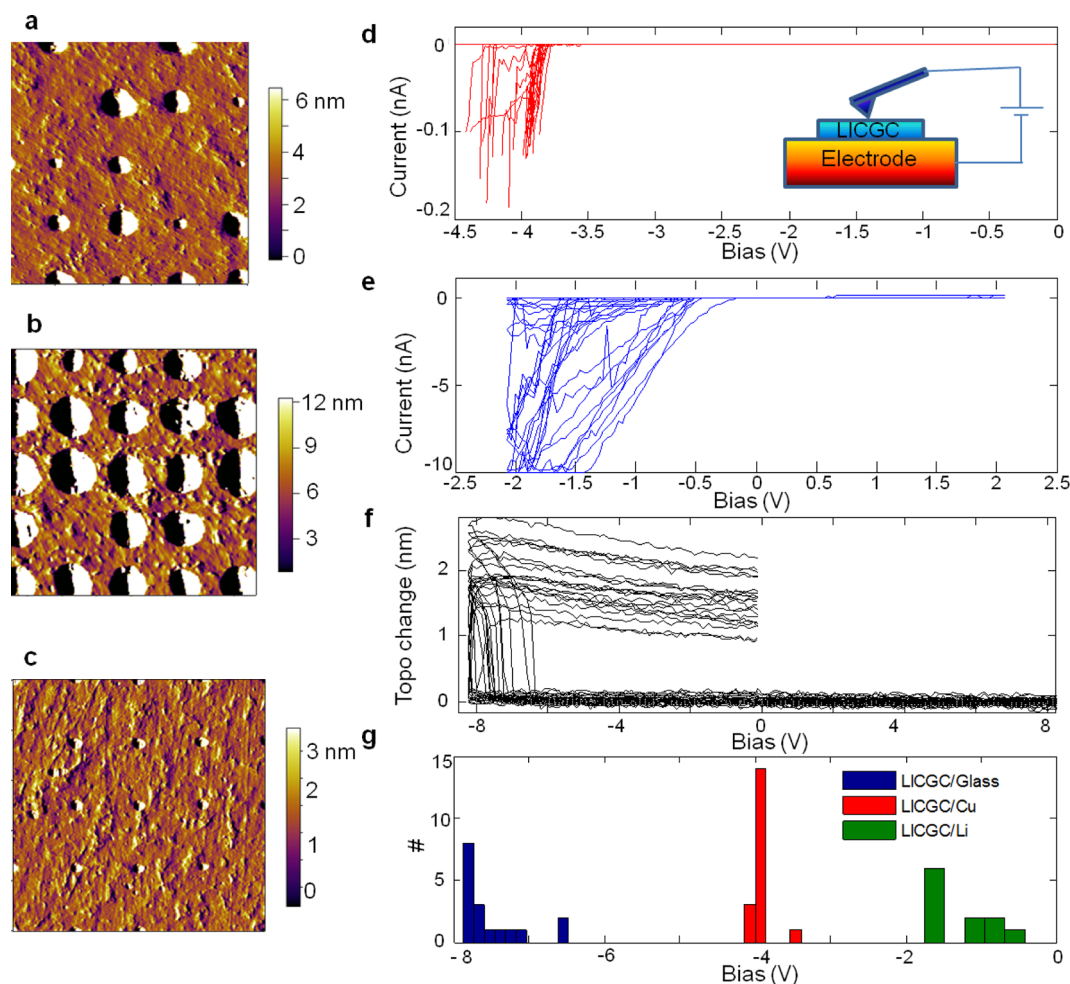 a
6 nm
4
2
0
b
12 nm
9
6
3
c
3 nm
2
1
0
d
Current (nA)
0
-0.1
-0.2
-4.5 -4 -3.5 -3 -2.5 -2 -1.5 -1 -0.5 0
Bias (V)
LICGC
Electrode
e
Current (nA)
0
-5
-10
-2.5 -2 -1.5 -1 -0.5 0 0.5 1 1.5 2 2.5
Bias (V)
f
Topo change (nm)
2
1
0
-8 -4 0 4 8
Bias (V)
g
#
15
10
5
0
LICGC/Glass
LICGC/Cu
LICGC/Li
- 8 -6 -4 -2 0
Bias (V)